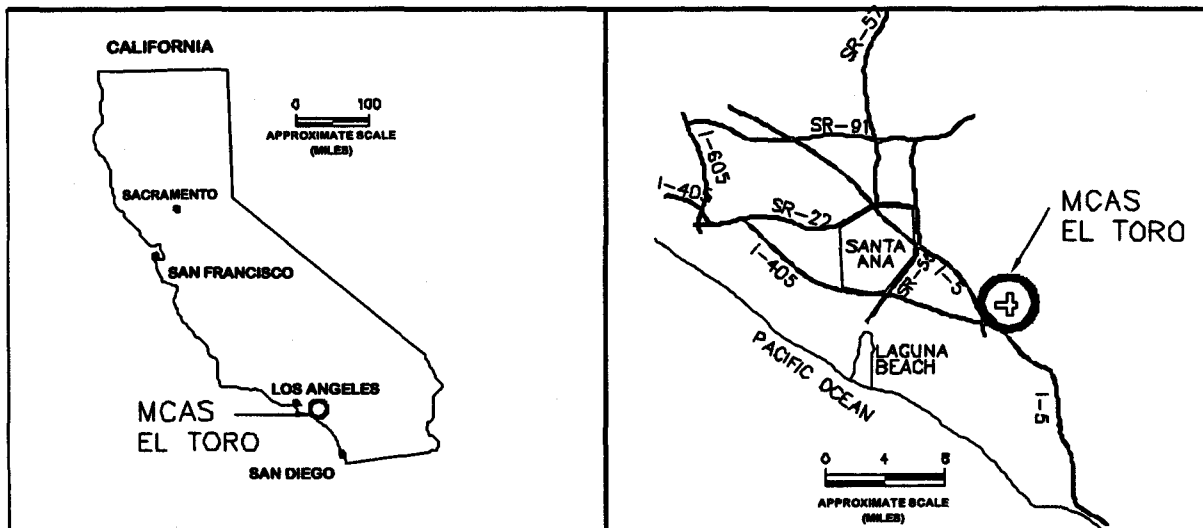 CALIFORNIA
0 100
APPROXIMATE SCALE
(MILES)
SACRAMENTO
SAN FRANCISCO
LOS ANGELES
MCAS
EL TORO
SAN DIEGO
SR-57
SR-91
I-605
I-405
SR-22
MCAS
EL TORO
SANTA
ANA
I-405
SR-55
I-5
LAGUNA
BEACH
PACIFIC OCEAN
I-5
0 4 8
APPROXIMATE SCALE
(MILES)